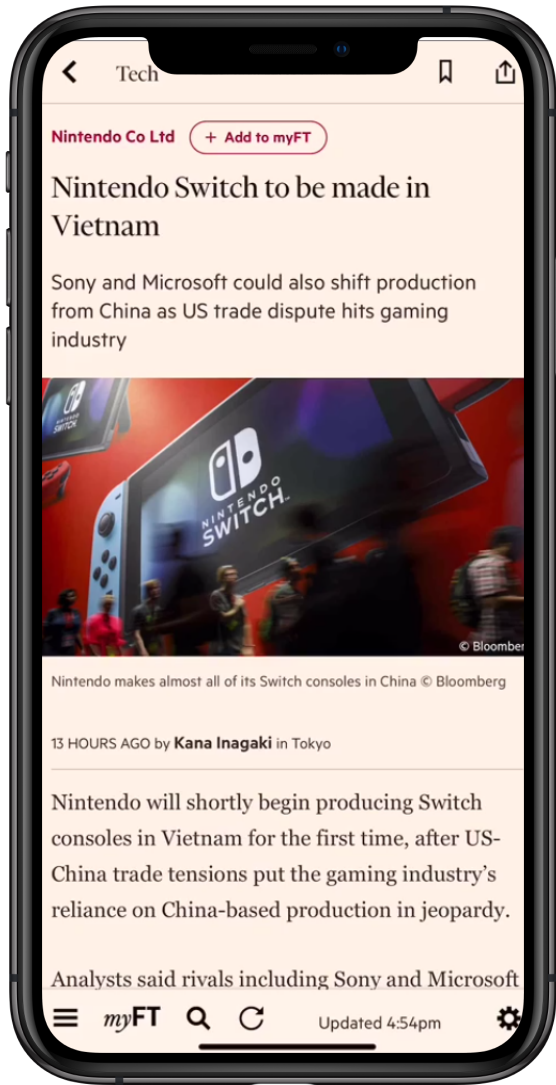 Tech
Nintendo Co Ltd + Add to myFT
Nintendo Switch to be made in
Vietnam
Sony and Microsoft could also shift production
from China as US trade dispute hits gaming
industry
NINTENDO
SWITCH
NINTENDO
SWITCH™
© Bloomber
Nintendo makes almost all of its Switch consoles in China © Bloomberg
13 HOURS AGO by Kana Inagaki in Tokyo
Nintendo will shortly begin producing Switch
consoles in Vietnam for the first time, after US-
China trade tensions put the gaming industry's
reliance on China-based production in jeopardy.
Analysts said rivals including Sony and Microsoft
myFT Updated 4:54pm